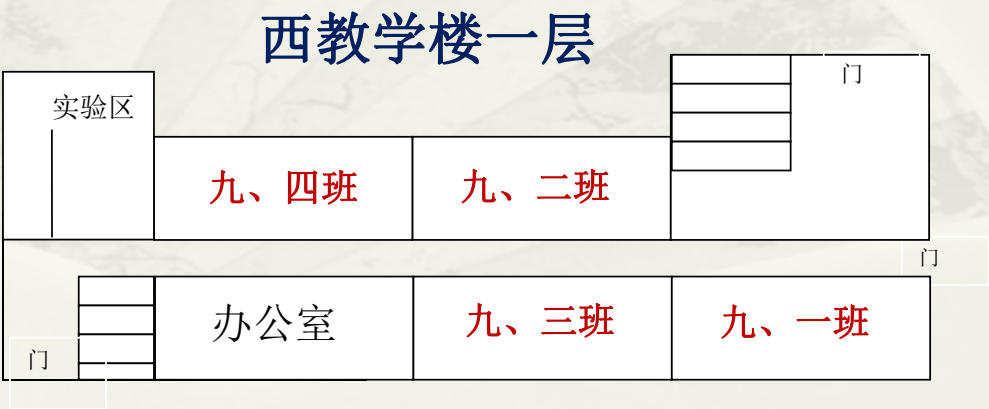 西教学楼一层
门
实验区
九、四班
九、二班
门
办公室
九、三班
九、一班
门